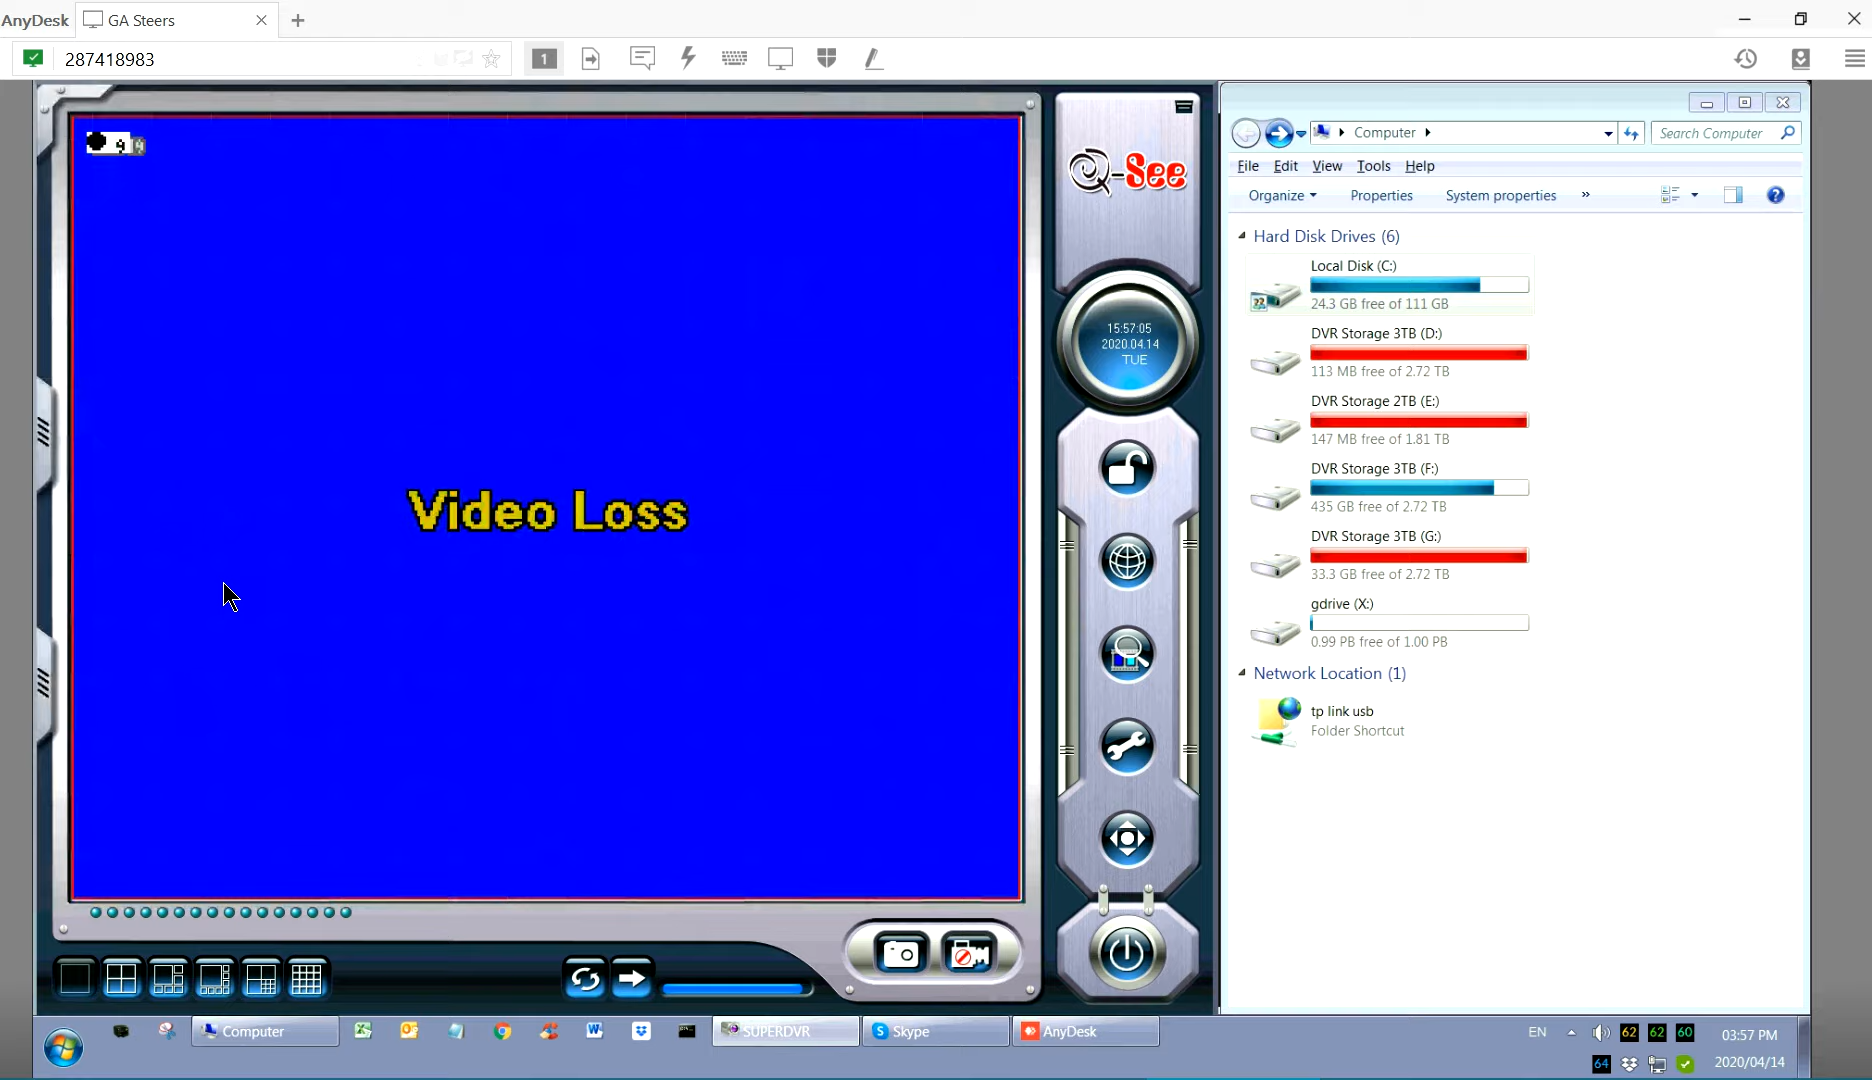 AnyDesk
GA Steers
287418983
1
9
Video Loss
Q-See
15:57:05
2020.04.14
TUE
Computer
Search Computer
File Edit View Tools Help
Organize Properties System properties »
Hard Disk Drives (6)
Local Disk (C:)
24.3 GB free of 111 GB
DVR Storage 3TB (D:)
113 MB free of 2.72 TB
DVR Storage 2TB (E:)
147 MB free of 1.81 TB
DVR Storage 3TB (F:)
435 GB free of 2.72 TB
DVR Storage 3TB (G:)
33.3 GB free of 2.72 TB
gdrive (X:)
0.99 PB free of 1.00 PB
Network Location (1)
tp link usb
Folder Shortcut
Computer
SUPERDVR
Skype
AnyDesk
EN
62 62 60
03:57 PM
64
2020/04/14